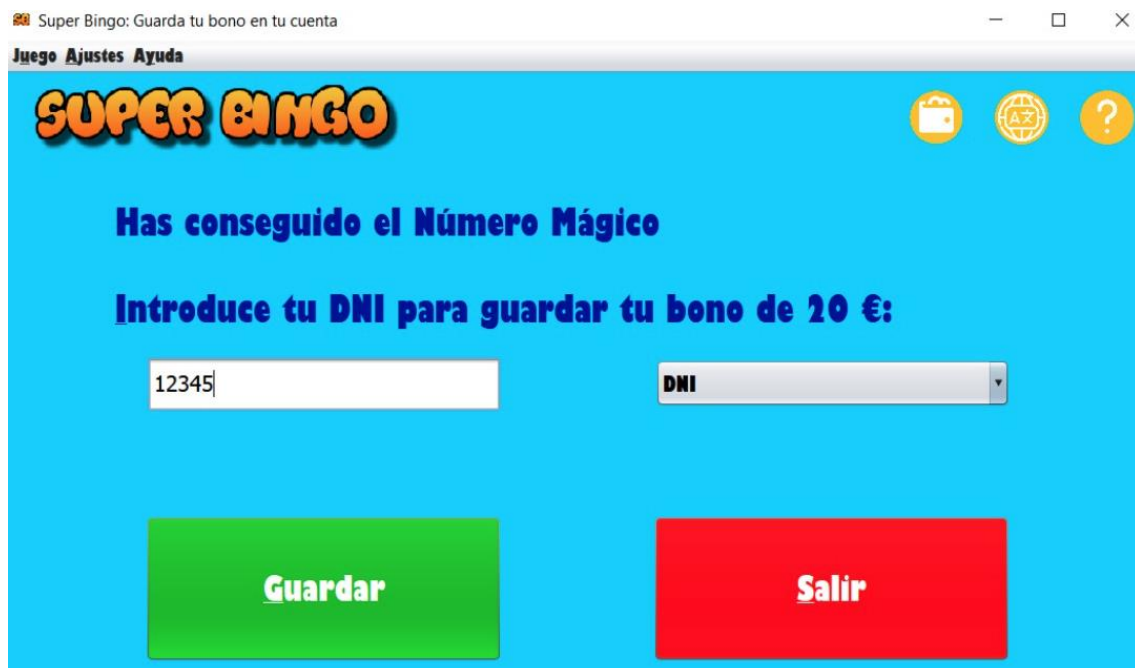 Super Bingo: Guarda tu bono en tu cuenta
Juego Ajustes Ayuda
SUPER BINGO
Has conseguido el Número Mágico
Introduce tu DNI para guardar tu bono de 20 €:
12345
DNI
Guardar
Salir